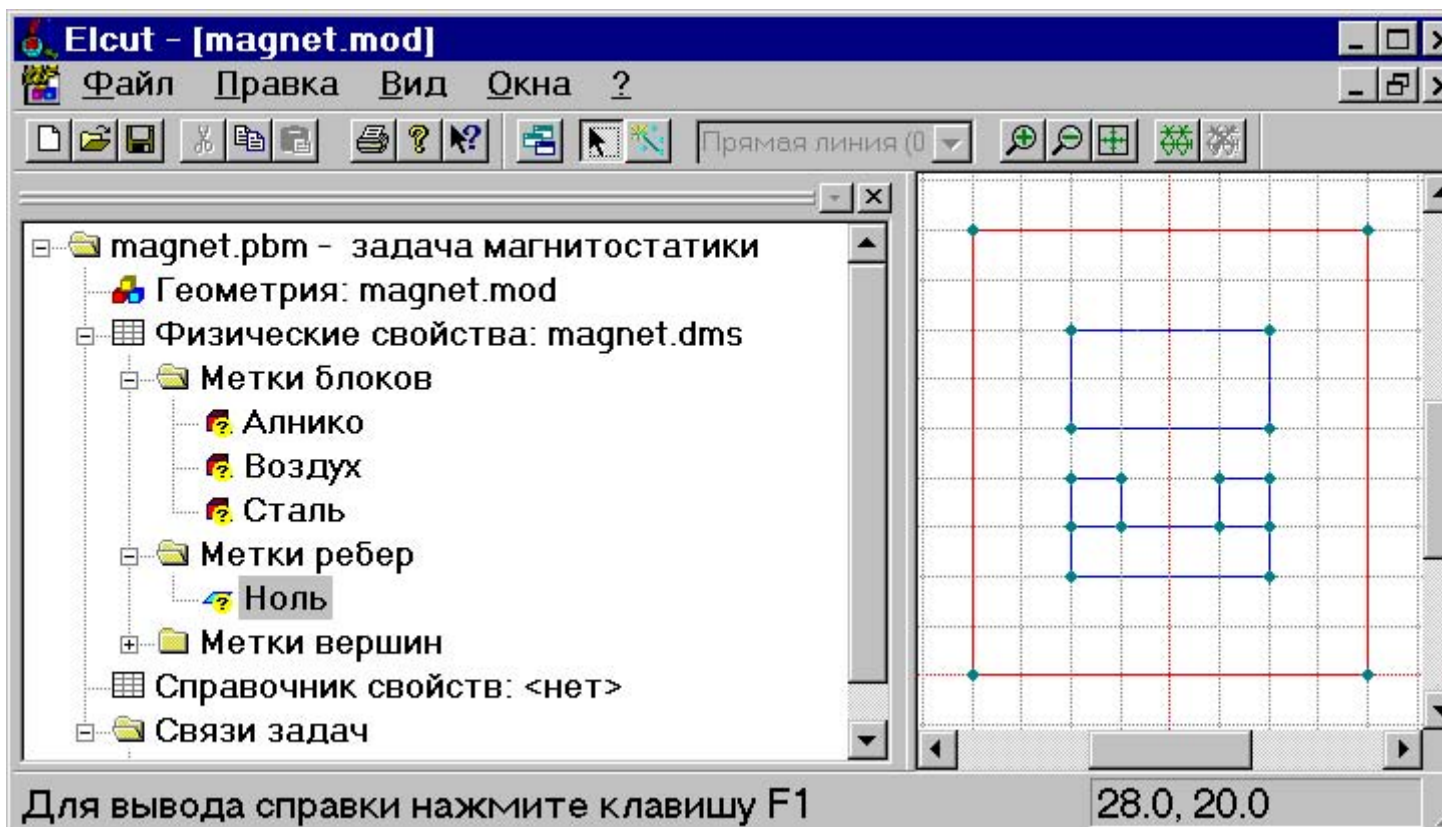 Elcut - [magnet.mod]
Файл Правка Вид Окна ?
Прямая линия (0
magnet.pbm - задача магнитостатики
Геометрия: magnet.mod
Физические свойства: magnet.dms
Метки блоков
Алнико
Воздух
Сталь
Метки ребер
Ноль
Метки вершин
Справочник свойств: <нет>
Связи задач
Для вывода справки нажмите клавишу F1
28.0, 20.0